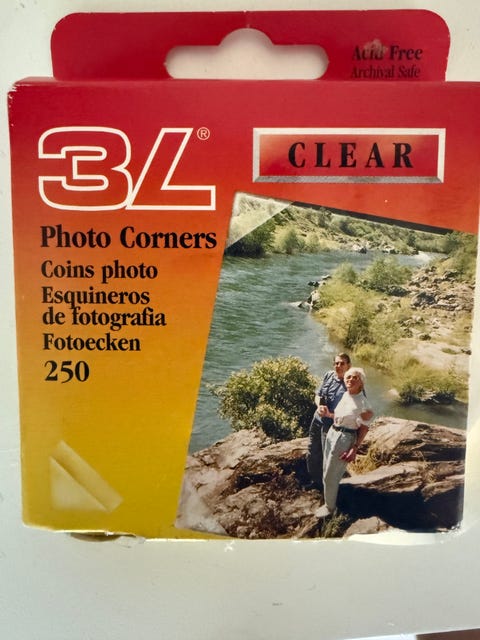 Acid Free
Archival Safe
3L®
CLEAR
Photo Corners
Coins photo
Esquineros
de fotografia
Fotoecken
250